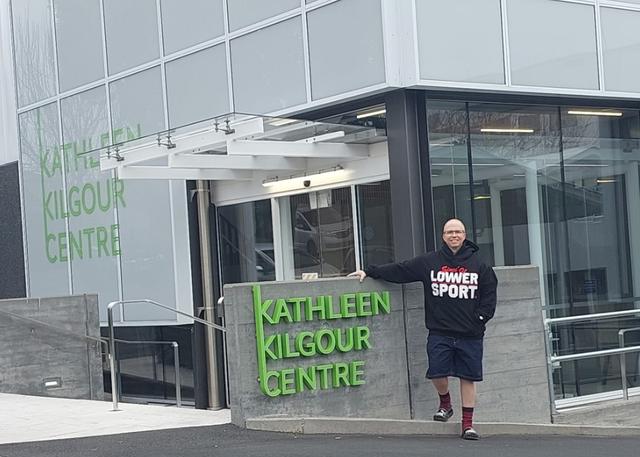 KATHLEEN
KILGOUR
CENTRE
KATHLEEN
KILGOUR
CENTRE
LOWER
SPORT